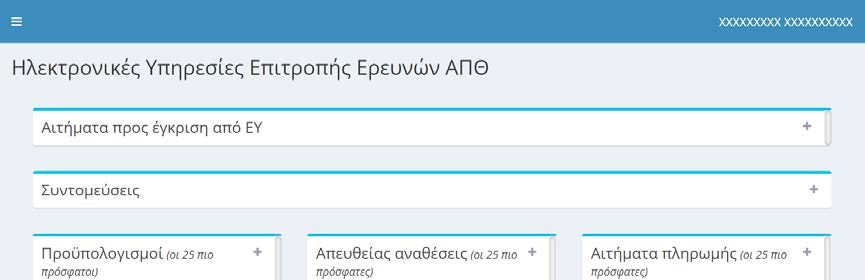 XXXXXXXXX XXXXXXXXXX
Ηλεκτρονικές Υπηρεσίες Επιτροπής Ερευνών ΑΠΘ
Αιτήματα προς έγκριση από ΕΥ +
Συντομεύσεις +
Προϋπολογισμοί (οι 25 πιο +
πρόσφατοι)
Απευθείας αναθέσεις (οι 25 πιο +
πρόσφατες)
Αιτήματα πληρωμής (οι 25 πιο +
πρόσφατες)